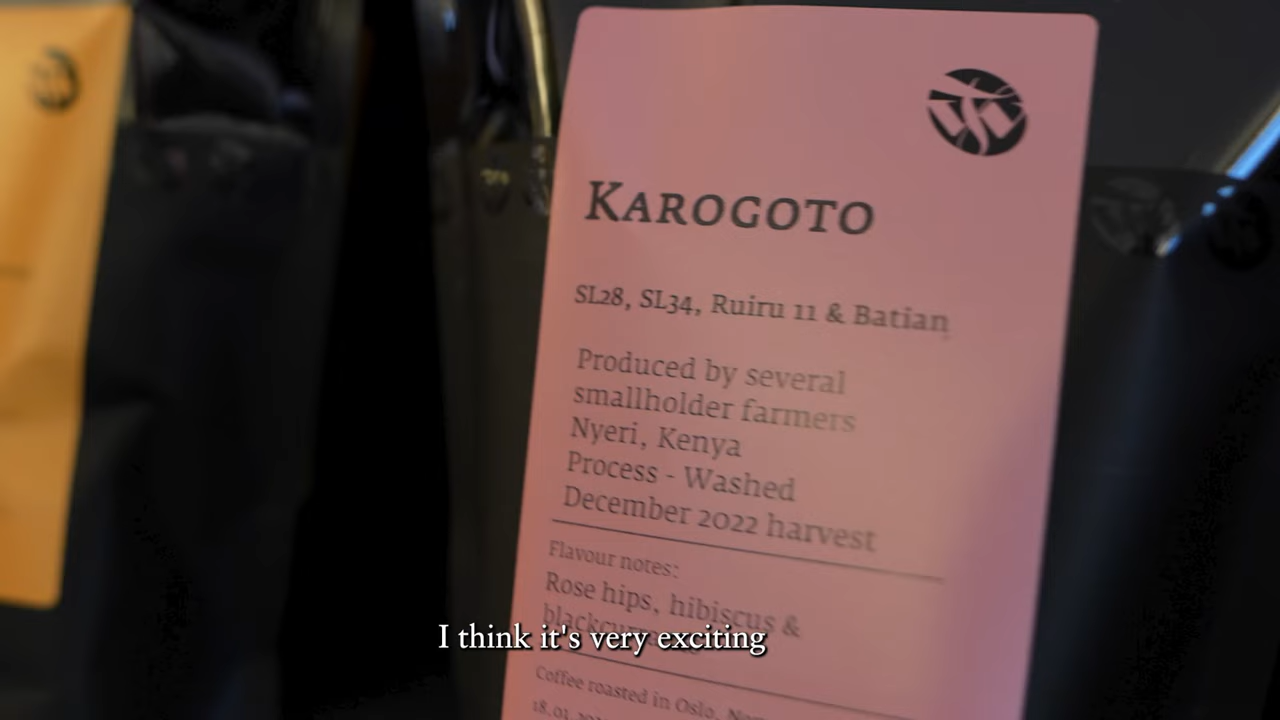 KAROGOTO
SL28, SL34, Ruiru 11 & Batian
Produced by several
smallholder farmers
Nyeri, Kenya
Process - Washed
December 2022 harvest
Flavour notes:
Rose hips, hibiscus &
I think it's very exciting
Coffee roasted in Oslo,